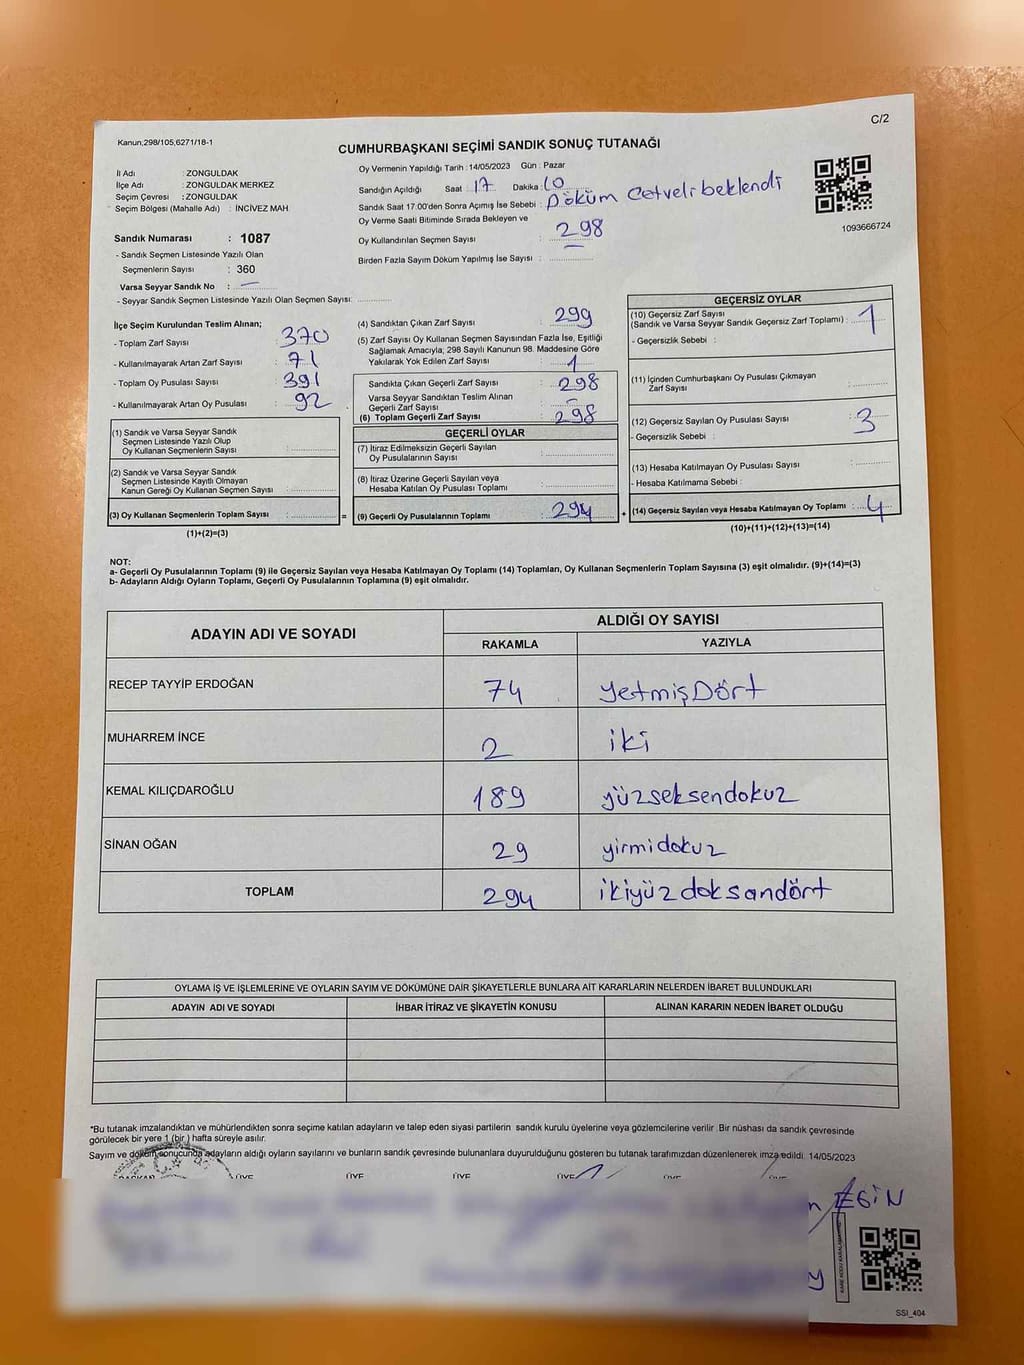 C/2
Kanun,298/105,6271/18-1
CUMHURBAŞKANI SEÇİMİ SANDIK SONUÇ TUTANAĞI
İl Adı : ZONGULDAK
İlçe Adı : ZONGULDAK MERKEZ
Seçim Çevresi : ZONGULDAK
Seçim Bölgesi (Mahalle Adı) : İNCİVEZ MAH.
Oy Vermenin Yapıldığı Tarih :14/05/2023 Gün : Pazar
Sandığın Açıldığı Saat 17 Dakika : 10
Sandık Saat 17:00'den Sonra Açımış İse Sebebi : Döküm Cetveli beklendi
Oy Verme Saati Bitiminde Sırada Bekleyen ve
Oy Kullandırılan Seçmen Sayısı : 298
Birden Fazla Sayım Döküm Yapılmış İse Sayısı :
1093666724
Sandık Numarası : 1087
- Sandık Seçmen Listesinde Yazılı Olan
Seçmenlerin Sayısı : 360
Varsa Seyyar Sandık No : —
- Seyyar Sandık Seçmen Listesinde Yazılı Olan Seçmen Sayısı:
İlçe Seçim Kurulundan Teslim Alınan;
- Toplam Zarf Sayısı : 370
- Kullanılmayarak Artan Zarf Sayısı : 71
- Toplam Oy Pusulası Sayısı : 391
- Kullanılmayarak Artan Oy Pusulası : 92
(1) Sandık ve Varsa Seyyar Sandık
Seçmen Listesinde Yazılı Olup
Oy Kullanan Seçmenlerin Sayısı :
(2) Sandık ve Varsa Seyyar Sandık
Seçmen Listesinde Kayıtlı Olmayan
Kanun Gereği Oy Kullanan Seçmen Sayısı :
(3) Oy Kullanan Seçmenlerin Toplam Sayısı :
(1)+(2)=(3)
(4) Sandıktan Çıkan Zarf Sayısı : 299
(5) Zarf Sayısı Oy Kullanan Seçmen Sayısından Fazla İse, Eşitliği
Sağlamak Amacıyla; 298 Sayılı Kanunun 98. Maddesine Göre
Yakılarak Yok Edilen Zarf Sayısı : 1
Sandıkta Çıkan Geçerli Zarf Sayısı : 298
Varsa Seyyar Sandıktan Teslim Alınan
Geçerli Zarf Sayısı : –
(6) Toplam Geçerli Zarf Sayısı : 298
GEÇERLİ OYLAR
(7) İtiraz Edilmeksizin Geçerli Sayılan
Oy Pusulalarının Sayısı :
(8) İtiraz Üzerine Geçerli Sayılan veya
Hesaba Katılan Oy Pusulası Toplamı :
= (9) Geçerli Oy Pusulalarının Toplamı : 294
GEÇERSİZ OYLAR
(10) Geçersiz Zarf Sayısı
(Sandık ve Varsa Seyyar Sandık Geçersiz Zarf Toplamı) : 1
- Geçersizlik Sebebi :
(11) İçinden Cumhurbaşkanı Oy Pusulası Çıkmayan
Zarf Sayısı :
(12) Geçersiz Sayılan Oy Pusulası Sayısı : 3
- Geçersizlik Sebebi :
(13) Hesaba Katılmayan Oy Pusulası Sayısı :
- Hesaba Katılmama Sebebi :
+ (14) Geçersiz Sayılan veya Hesaba Katılmayan Oy Toplamı : 4
(10)+(11)+(12)+(13)=(14)
NOT:
a- Geçerli Oy Pusulalarının Toplamı (9) ile Geçersiz Sayılan veya Hesaba Katılmayan Oy Toplamı (14) Toplamları, Oy Kullanan Seçmenlerin Toplam Sayısına (3) eşit olmalıdır. (9)+(14)=(3)
b- Adayların Aldığı Oyların Toplamı, Geçerli Oy Pusulalarının Toplamına (9) eşit olmalıdır.
ADAYIN ADI VE SOYADI ALDIĞI OY SAYISI
RAKAMLA YAZIYLA
RECEP TAYYİP ERDOĞAN 74 yetmişDört
MUHARREM İNCE 2 iki
KEMAL KILIÇDAROĞLU 189 yüzseksendokuz
SİNAN OĞAN 29 yirmidokuz
TOPLAM 294 ikiyüzdoksandört
OYLAMA İŞ VE İŞLEMLERİNE VE OYLARIN SAYIM VE DÖKÜMÜNE DAİR ŞİKAYETLERLE BUNLARA AİT KARARLARIN NELERDEN İBARET BULUNDUKLARI
ADAYIN ADI VE SOYADI İHBAR İTİRAZ VE ŞİKAYETİN KONUSU ALINAN KARARIN NEDEN İBARET OLDUĞU
*Bu tutanak imzalandıktan ve mühürlendikten sonra seçime katılan adayların ve talep eden siyasi partilerin sandık kurulu üyelerine veya gözlemcilerine verilir. Bir nüshası da sandık çevresinde
görülecek bir yere 1 (bir ) hafta süreyle asılır.
Sayım ve döküm sonucunda adayların aldığı oyların sayılarını ve bunların sandık çevresinde bulunanlara duyurulduğunu gösteren bu tutanak tarafımızdan düzenlenerek imza edildi. 14/05/2023
BAŞKAN ÜYE ÜYE ÜYE ÜYE ÜYE ÜYE
SSI_404